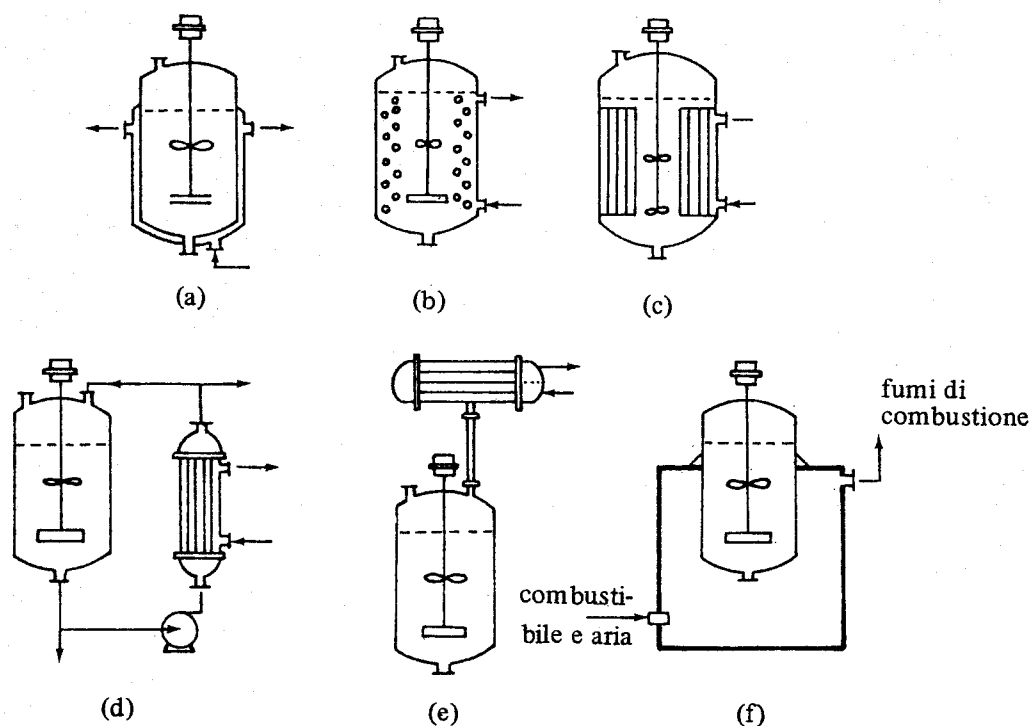 (a)
(b)
(c)
fumi di
combustione
combusti-
bile e aria
(d)
(e)
(f)